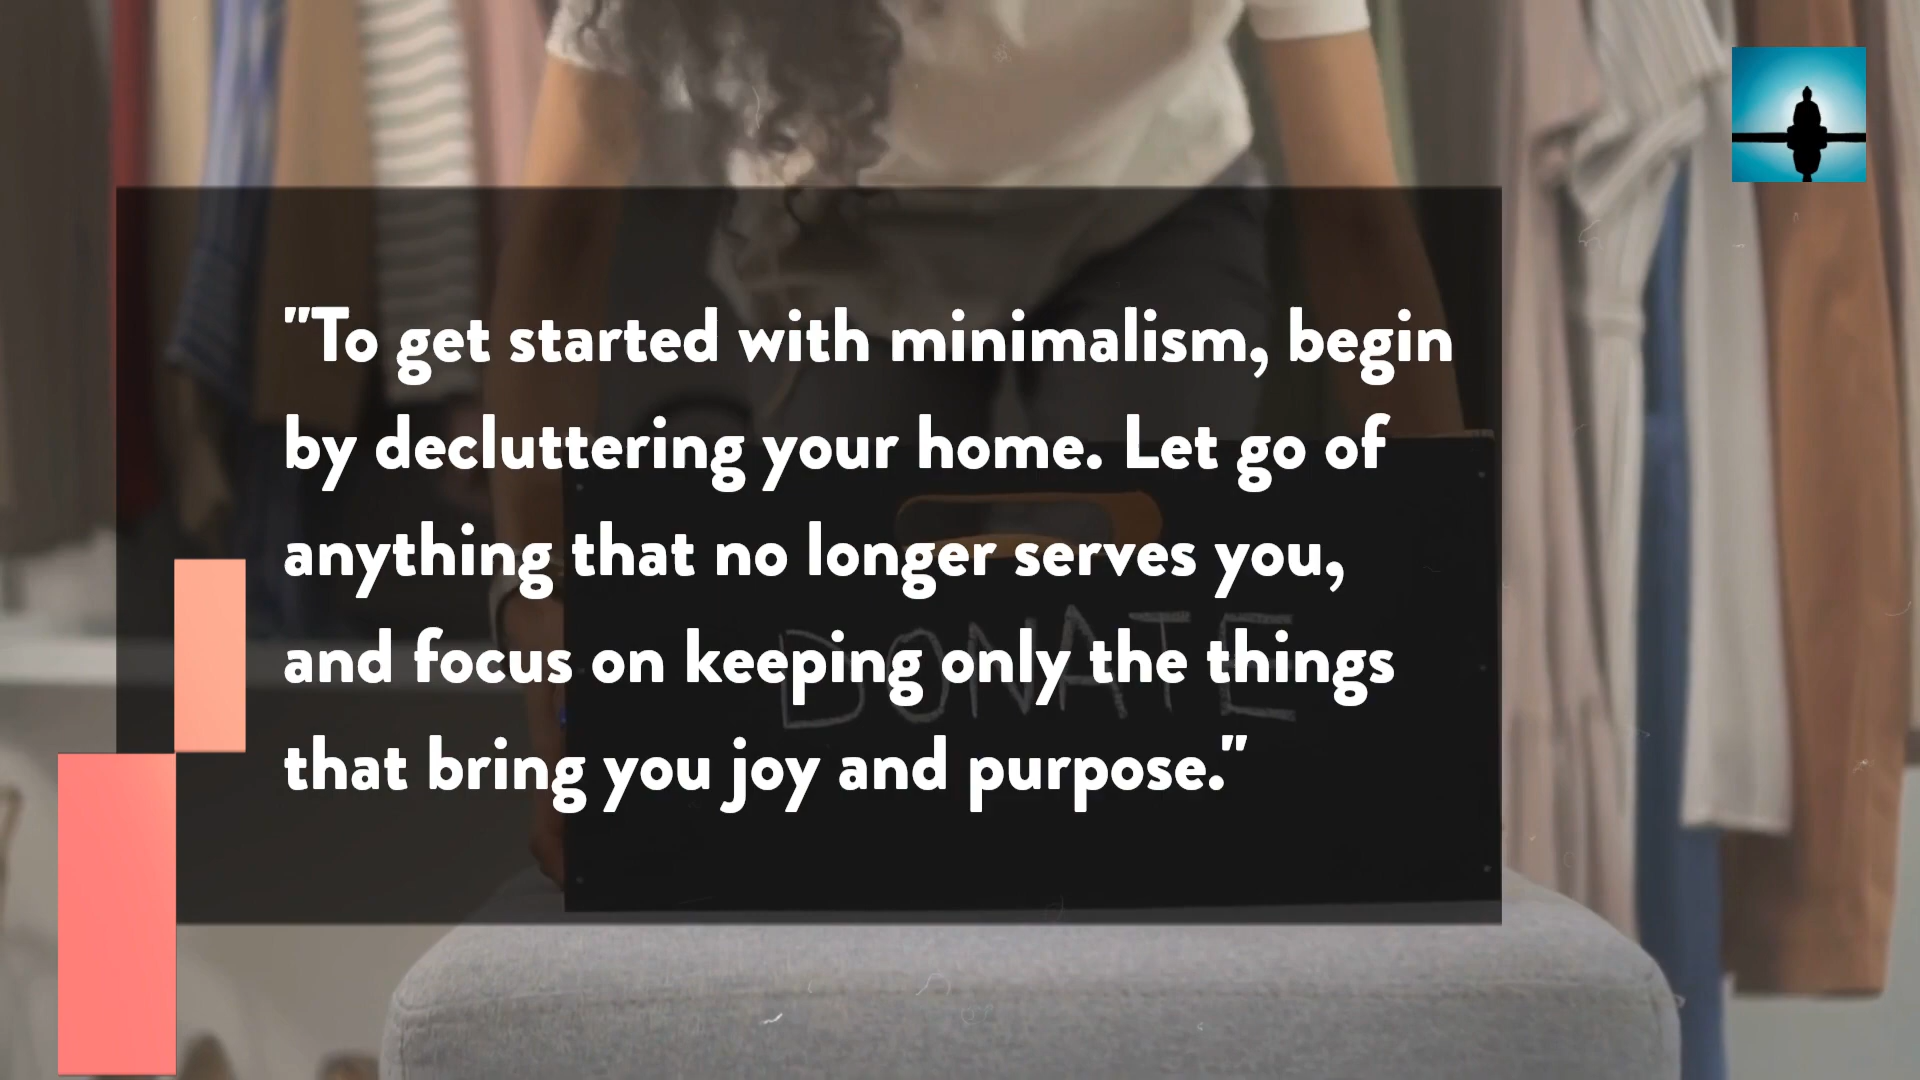 "To get started with minimalism, begin
by decluttering your home. Let go of
anything that no longer serves you,
and focus on keeping only the things
that bring you joy and purpose."
DONATE